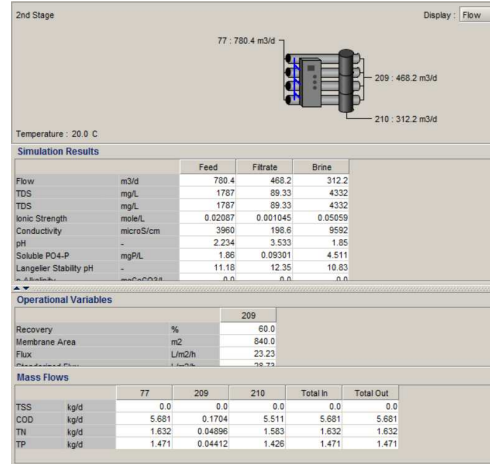 2nd Stage Display : Flow
77 : 780.4 m3/d
209 : 468.2 m3/d
210 : 312.2 m3/d
Temperature : 20.0 C
Simulation Results
Feed Filtrate Brine
Flow m3/d 780.4 468.2 312.2
TDS mg/L 1787 89.33 4332
TDS mg/L 1787 89.33 4332
Ionic Strength mole/L 0.02087 0.001045 0.05059
Conductivity microS/cm 3960 198.6 9592
pH - 2.234 3.533 1.85
Soluble PO4-P mgP/L 1.86 0.09301 4.511
Langelier Stability pH - 11.18 12.35 10.83
0.0 0.0 0.0
Operational Variables
209
Recovery % 60.0
Membrane Area m2 840.0
Flux L/m2/h 23.23
28.73
Mass Flows
77 209 210 Total In Total Out
TSS kg/d 0.0 0.0 0.0 0.0 0.0
COD kg/d 5.681 0.1704 5.511 5.681 5.681
TN kg/d 1.632 0.04896 1.583 1.632 1.632
TP kg/d 1.471 0.04412 1.426 1.471 1.471